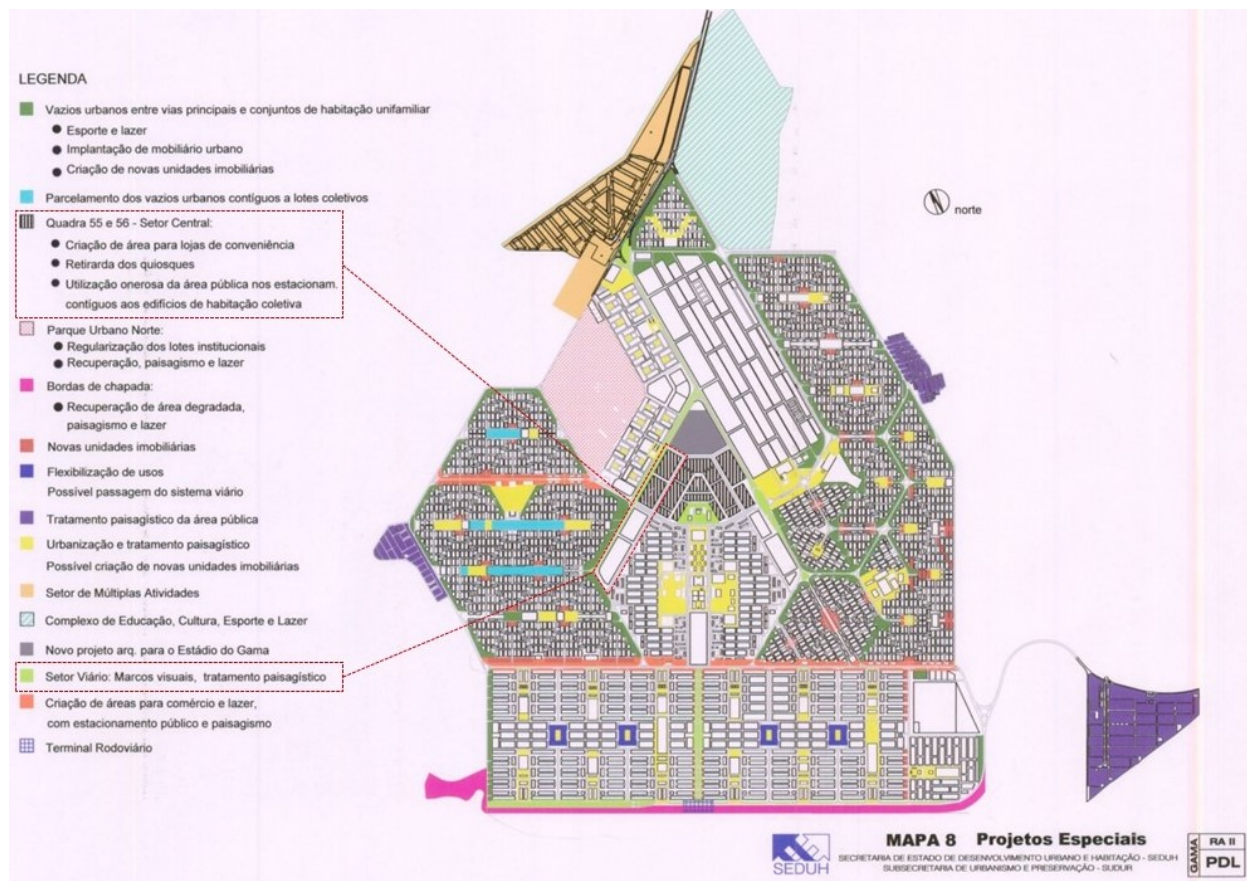 LEGENDA
Vazios urbanos entre vias principais e conjuntos de habitação unifamiliar
Esporte e lazer
Implantação de mobiliário urbano
Criação de novas unidades imobiliárias
Parcelamento dos vazios urbanos contíguos a lotes coletivos
Quadra 55 e 56 - Setor Central:
Criação de área para lojas de conveniência
Retirarda dos quiosques
Utilização onerosa da área pública nos estacionam.
contíguos aos edifícios de habitação coletiva
Parque Urbano Norte:
Regularização dos lotes institucionais
Recuperação, paisagismo e lazer
Bordas de chapada:
Recuperação de área degradada,
paisagismo e lazer
Novas unidades imobiliárias
Flexibilização de usos
Possível passagem do sistema viário
Tratamento paisagístico da área pública
Urbanização e tratamento paisagístico
Possível criação de novas unidades imobiliárias
Setor de Múltiplas Atividades
Complexo de Educação, Cultura, Esporte e Lazer
Novo projeto arq. para o Estádio do Gama
Setor Viário: Marcos visuais, tratamento paisagístico
Criação de áreas para comércio e lazer,
com estacionamento público e paisagismo
Terminal Rodoviário
norte
SEDUH
MAPA 8 Projetos Especiais
SECRETARIA DE ESTADO DE DESENVOLVIMENTO URBANO E HABITAÇÃO - SEDUH
SUBSECRETARIA DE URBANISMO E PRESERVAÇÃO - SUDUR
GAMA
RA II
PDL